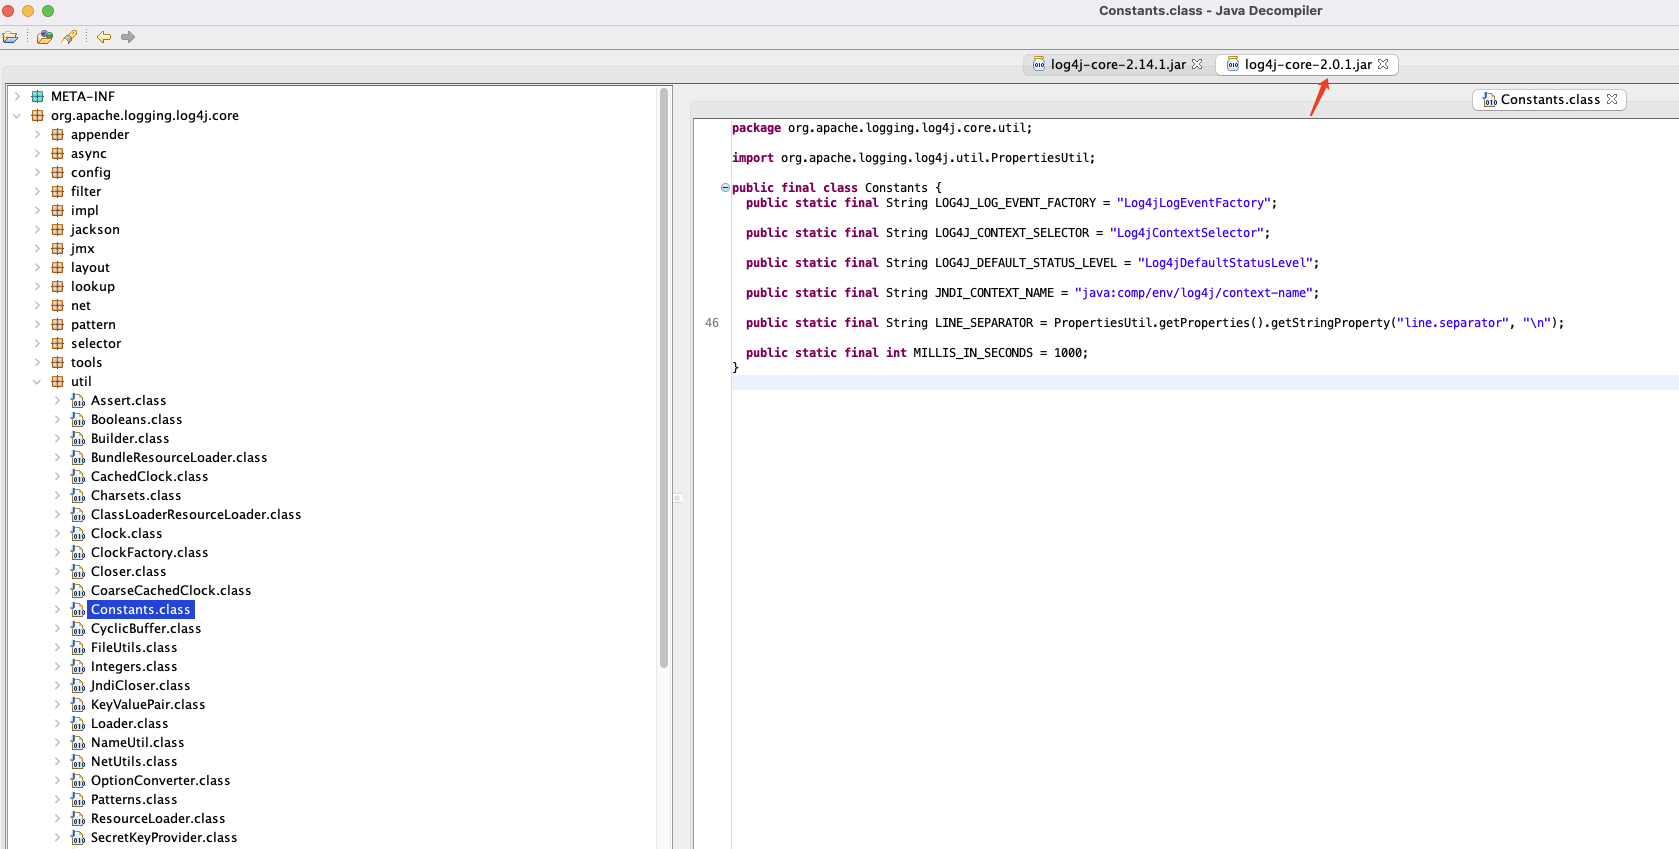 Constants.class - Java Decompiler
log4j-core-2.14.1.jar
log4j-core-2.0.1.jar
META-INF
org.apache.logging.log4j.core
appender
async
config
filter
impl
jackson
jmx
layout
lookup
net
pattern
selector
tools
util
Assert.class
Booleans.class
Builder.class
BundleResourceLoader.class
CachedClock.class
Charsets.class
ClassLoaderResourceLoader.class
Clock.class
ClockFactory.class
Closer.class
CoarseCachedClock.class
Constants.class
CyclicBuffer.class
FileUtils.class
Integers.class
JndiCloser.class
KeyValuePair.class
Loader.class
NameUtil.class
NetUtils.class
OptionConverter.class
Patterns.class
ResourceLoader.class
SecretKeyProvider.class
Constants.class
package org.apache.logging.log4j.core.util;
import org.apache.logging.log4j.util.PropertiesUtil;
public final class Constants {
public static final String LOG4J_LOG_EVENT_FACTORY = "Log4jLogEventFactory";
public static final String LOG4J_CONTEXT_SELECTOR = "Log4jContextSelector";
public static final String LOG4J_DEFAULT_STATUS_LEVEL = "Log4jDefaultStatusLevel";
public static final String JNDI_CONTEXT_NAME = "java:comp/env/log4j/context-name";
46 public static final String LINE_SEPARATOR = PropertiesUtil.getProperties().getStringProperty("line.separator", "\n");
public static final int MILLIS_IN_SECONDS = 1000;
}